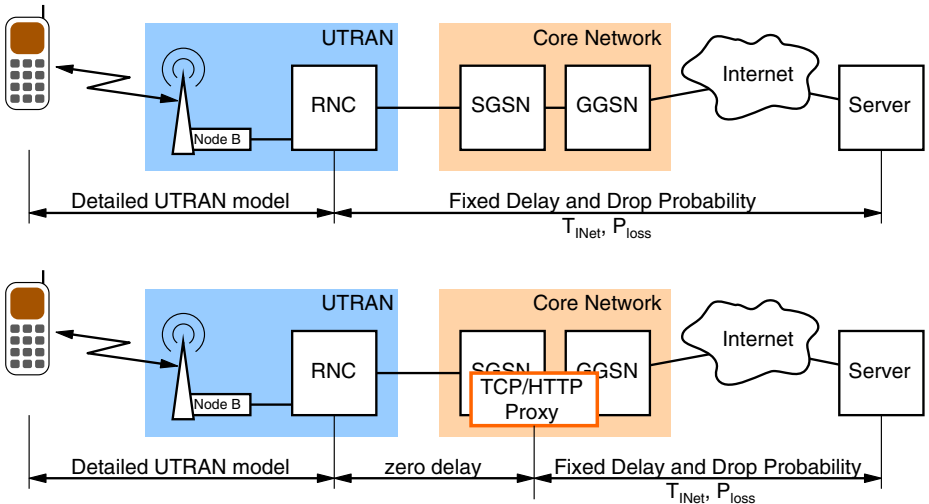 UTRAN
Core Network
RNC
SGSN
GGSN
Internet
Server
Node B
Detailed UTRAN model
Fixed Delay and Drop Probability
T_INet, P_loss
UTRAN
Core Network
RNC
SGSN
GGSN
Internet
Server
TCP/HTTP
Proxy
Node B
Detailed UTRAN model
zero delay
Fixed Delay and Drop Probability
T_INet, P_loss